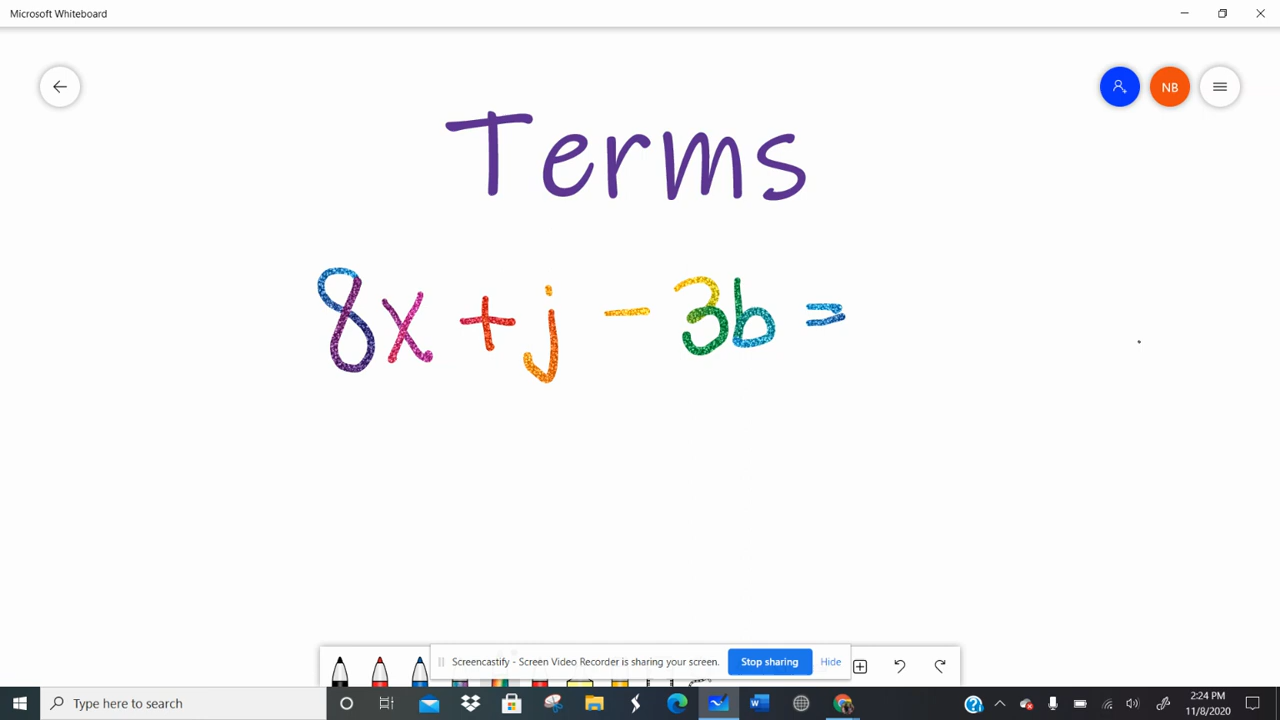 Microsoft Whiteboard
NB
Terms
8x + j - 3b =
Screencastify - Screen Video Recorder is sharing your screen. Stop sharing Hide
Type here to search
2:24 PM
11/8/2020